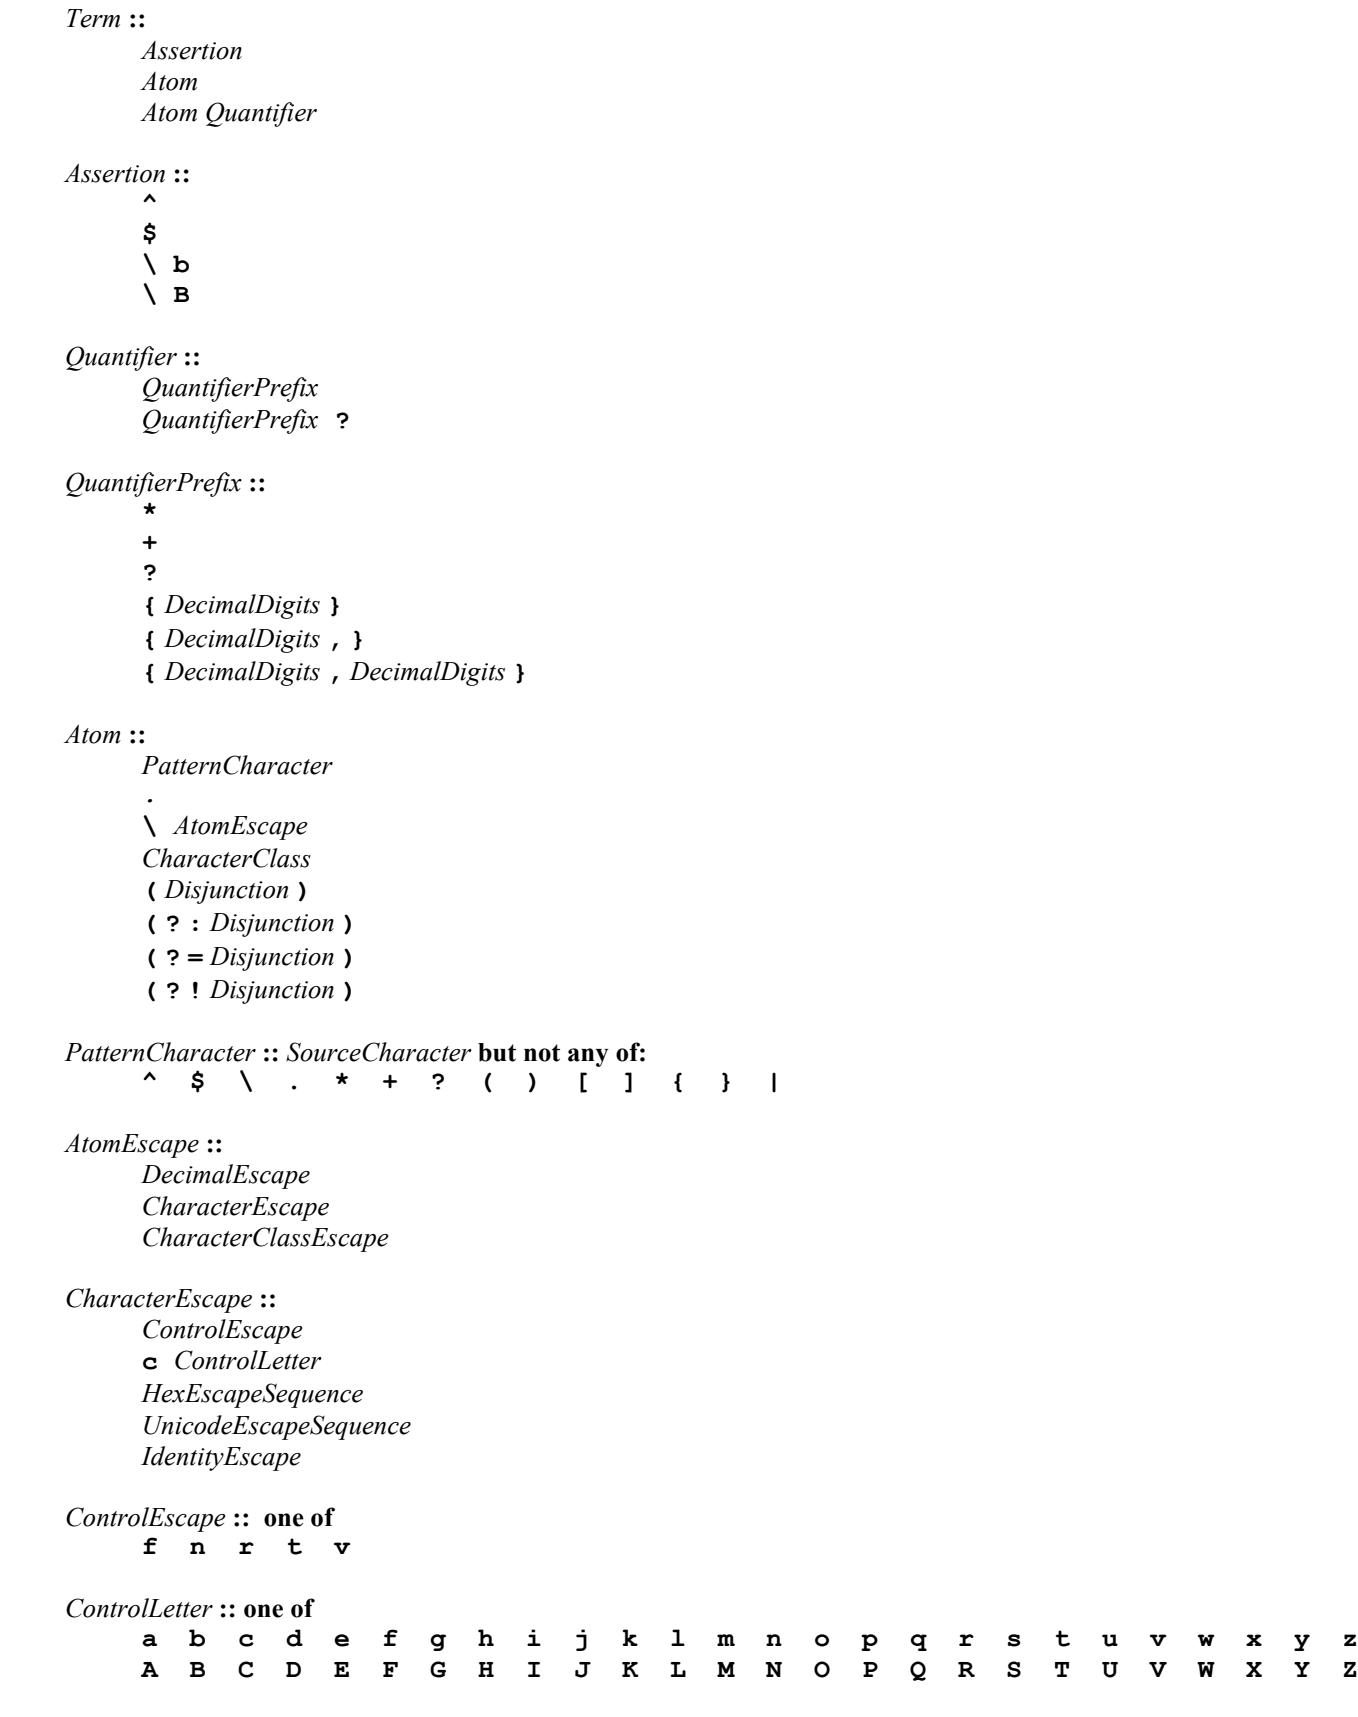 Term ::
Assertion
Atom
Atom Quantifier
Assertion ::
^
$
\ b
\ B
Quantifier ::
QuantifierPrefix
QuantifierPrefix ?
QuantifierPrefix ::
*
+
?
{ DecimalDigits }
{ DecimalDigits , }
{ DecimalDigits , DecimalDigits }
Atom ::
PatternCharacter
.
\ AtomEscape
CharacterClass
( Disjunction )
( ? : Disjunction )
( ? = Disjunction )
( ? ! Disjunction )
PatternCharacter :: SourceCharacter but not any of:
^ $ \ . * + ? ( ) [ ] { } |
AtomEscape ::
DecimalEscape
CharacterEscape
CharacterClassEscape
CharacterEscape ::
ControlEscape
c ControlLetter
HexEscapeSequence
UnicodeEscapeSequence
IdentityEscape
ControlEscape :: one of
f n r t v
ControlLetter :: one of
a b c d e f g h i j k l m n o p q r s t u v w x y z
A B C D E F G H I J K L M N O P Q R S T U V W X Y Z